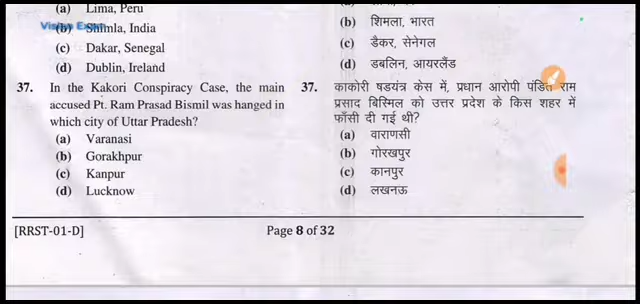 (a) Lima, Peru
Vision Exam
(b) Shimla, India
(c) Dakar, Senegal
(d) Dublin, Ireland
37. In the Kakori Conspiracy Case, the main
accused Pt. Ram Prasad Bismil was hanged in
which city of Uttar Pradesh?
(a) Varanasi
(b) Gorakhpur
(c) Kanpur
(d) Lucknow
(b) शिमला, भारत
(c) डैकर, सेनेगल
(d) डबलिन, आयरलैंड
37. काकोरी षडयंत्र केस में, प्रधान आरोपी पंडित राम
प्रसाद बिस्मिल को उत्तर प्रदेश के किस शहर में
फाँसी दी गई थी?
(a) वाराणसी
(b) गोरखपुर
(c) कानपुर
(d) लखनऊ
[RRST-01-D]
Page 8 of 32